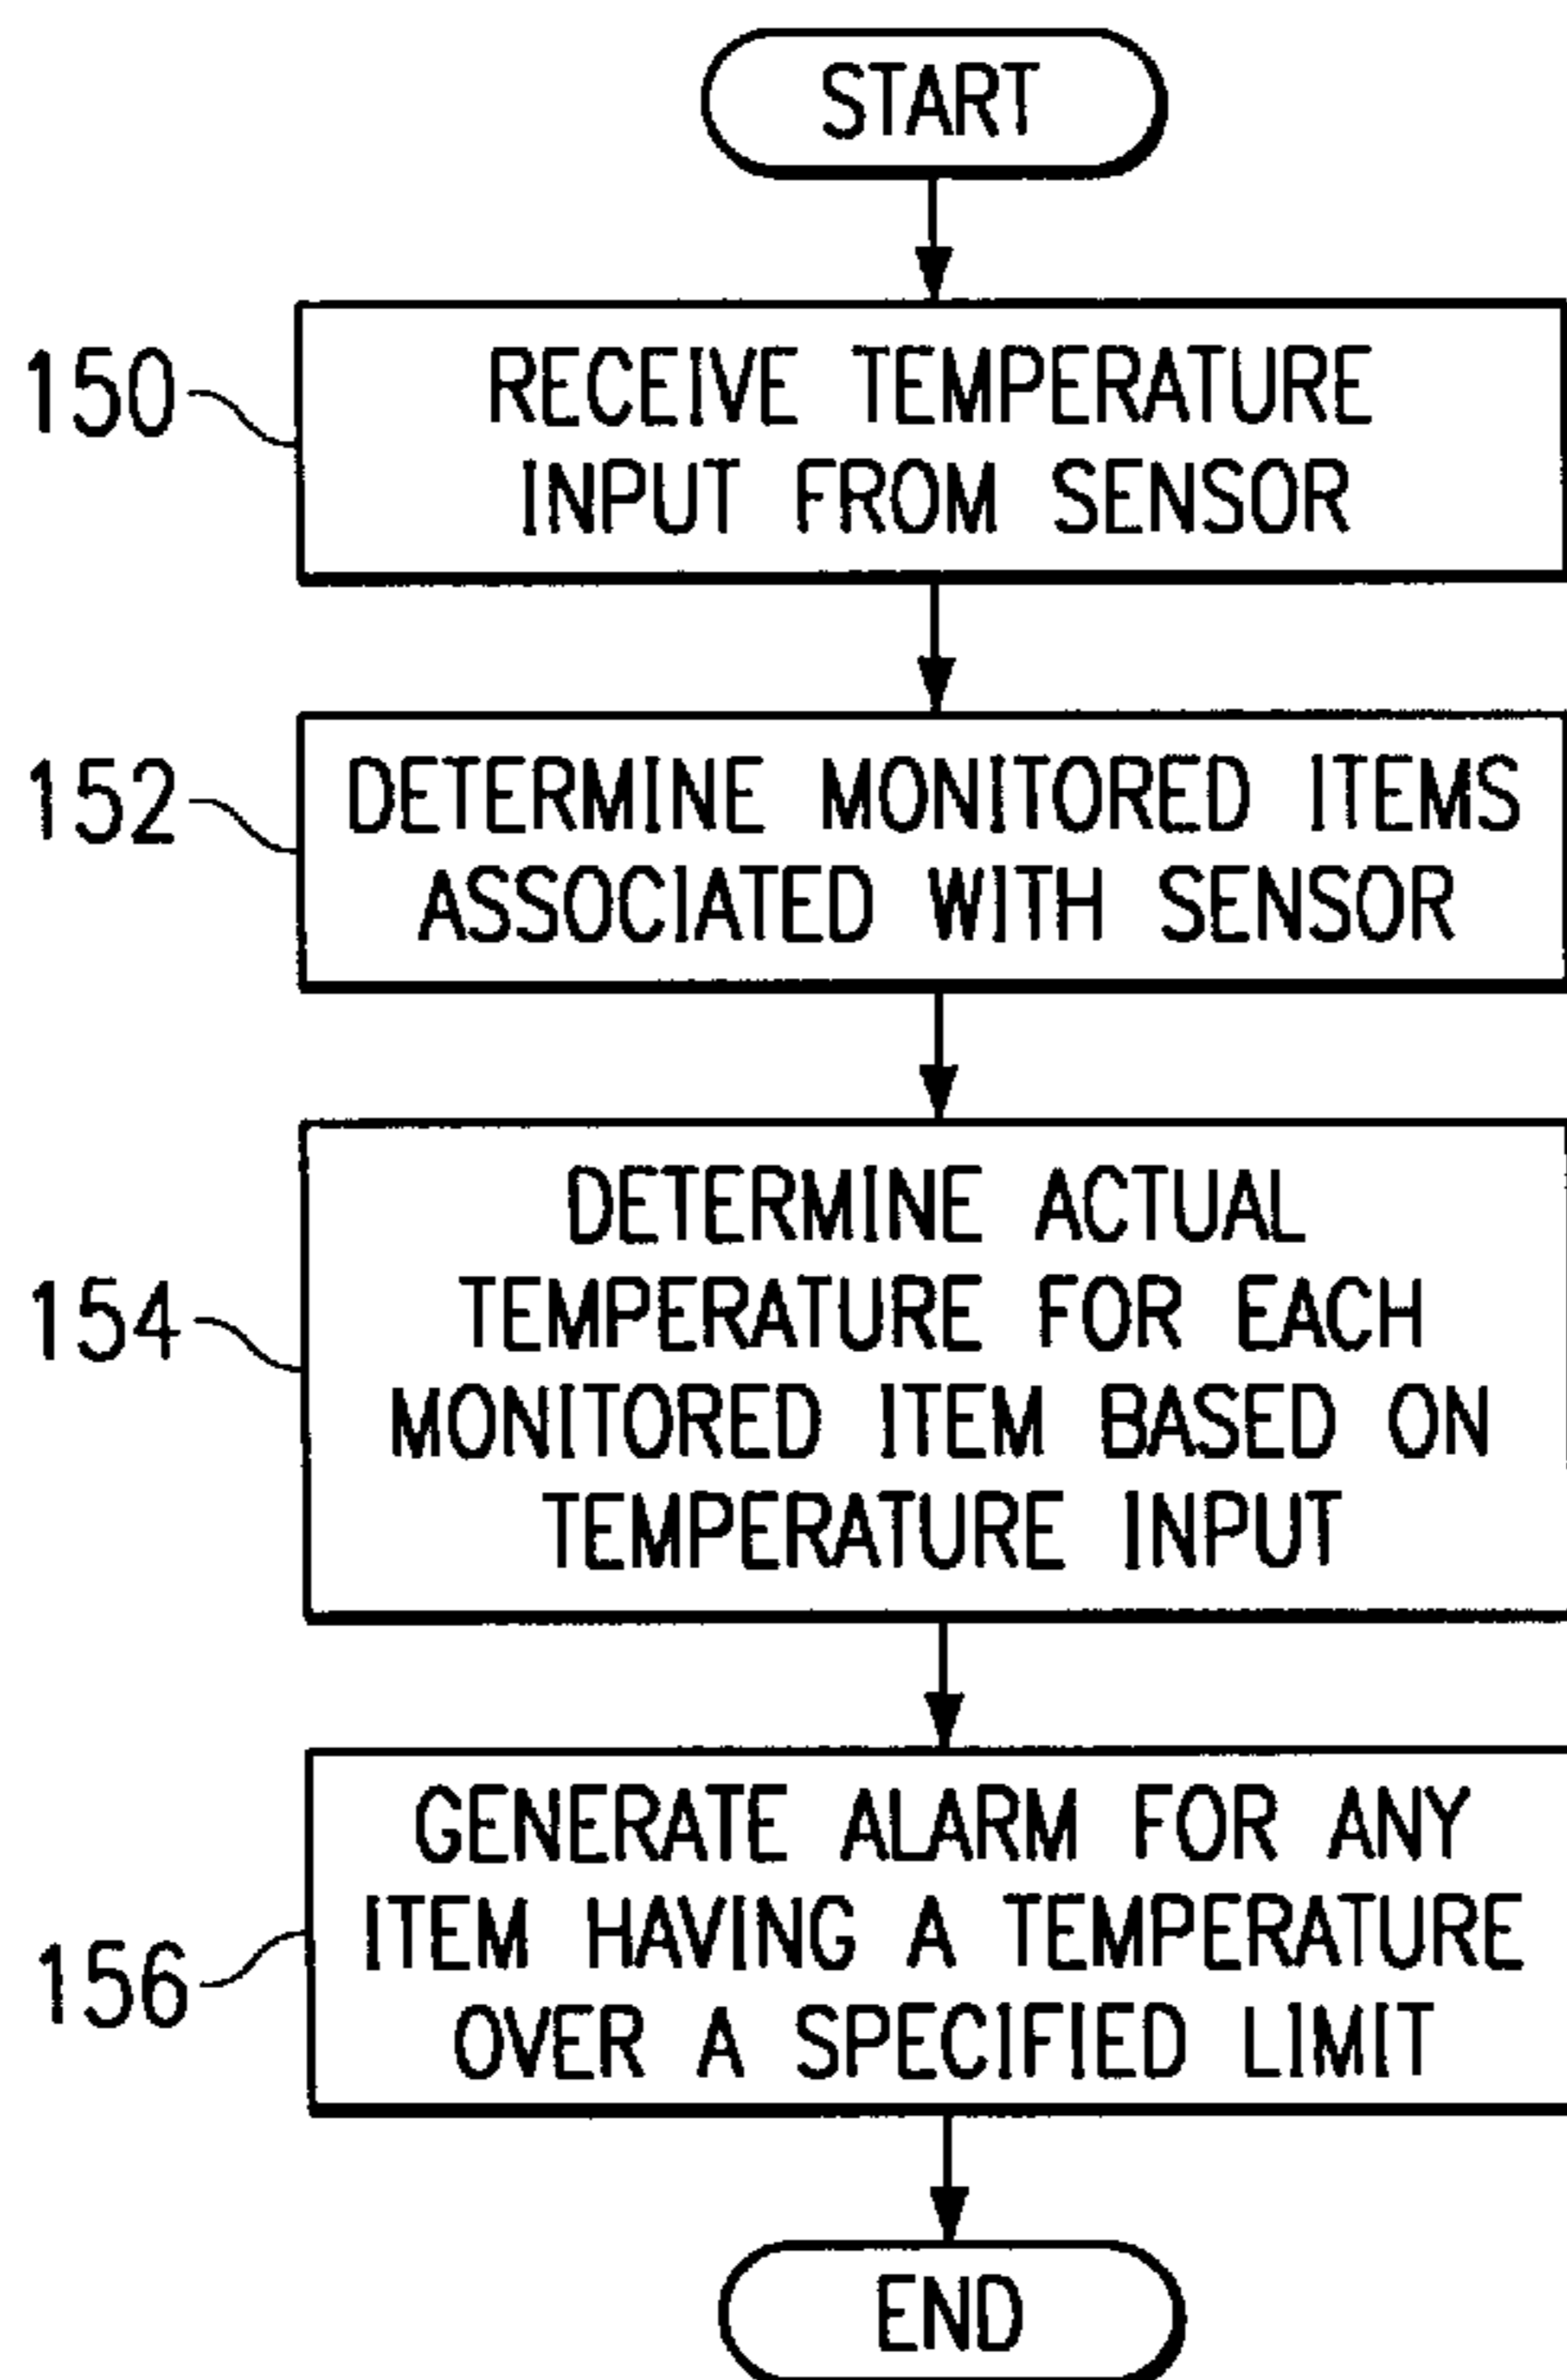 START
150
RECEIVE TEMPERATURE
INPUT FROM SENSOR
152
DETERMINE MONITORED ITEMS
ASSOCIATED WITH SENSOR
154
DETERMINE ACTUAL
TEMPERATURE FOR EACH
MONITORED ITEM BASED ON
TEMPERATURE INPUT
156
GENERATE ALARM FOR ANY
ITEM HAVING A TEMPERATURE
OVER A SPECIFIED LIMIT
END